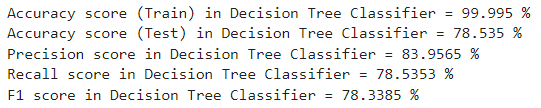 Accuracy score (Train) in Decision Tree Classifier = 99.995 %
Accuracy score (Test) in Decision Tree Classifier = 78.535 %
Precision score in Decision Tree Classifier = 83.9565 %
Recall score in Decision Tree Classifier = 78.5353 %
F1 score in Decision Tree Classifier = 78.3385 %